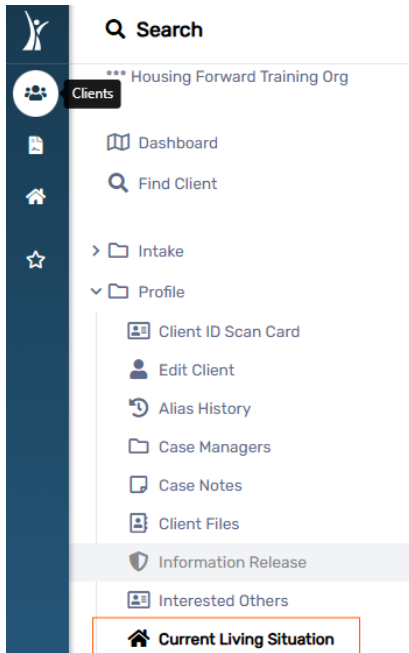 Search
*** Housing Forward Training Org
Clients
Dashboard
Find Client
Intake
Profile
Client ID Scan Card
Edit Client
Alias History
Case Managers
Case Notes
Client Files
Information Release
Interested Others
Current Living Situation